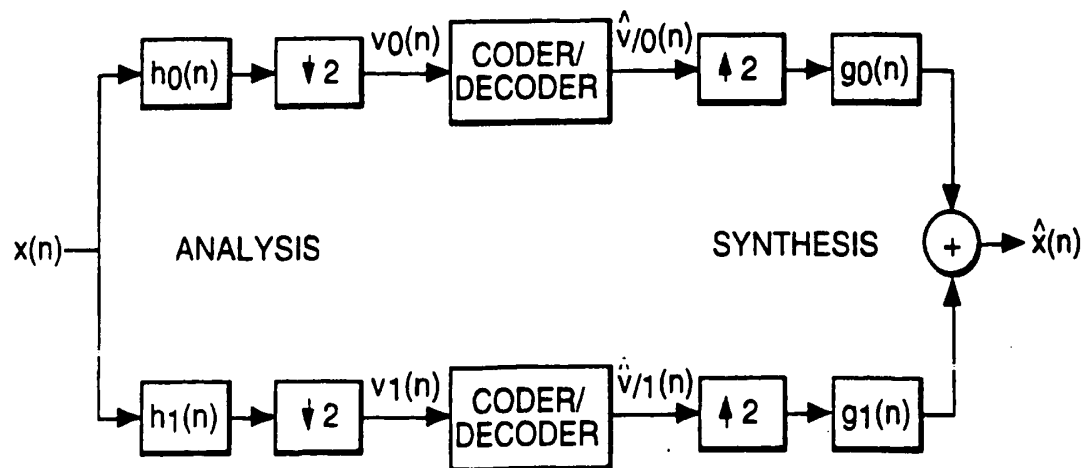 h0(n)
↓ 2
v0(n)
CODER/
DECODER
v̂/0(n)
↑ 2
g0(n)
x(n)
ANALYSIS
SYNTHESIS
+
x̂(n)
h1(n)
↓ 2
v1(n)
CODER/
DECODER
v̂/1(n)
↑ 2
g1(n)